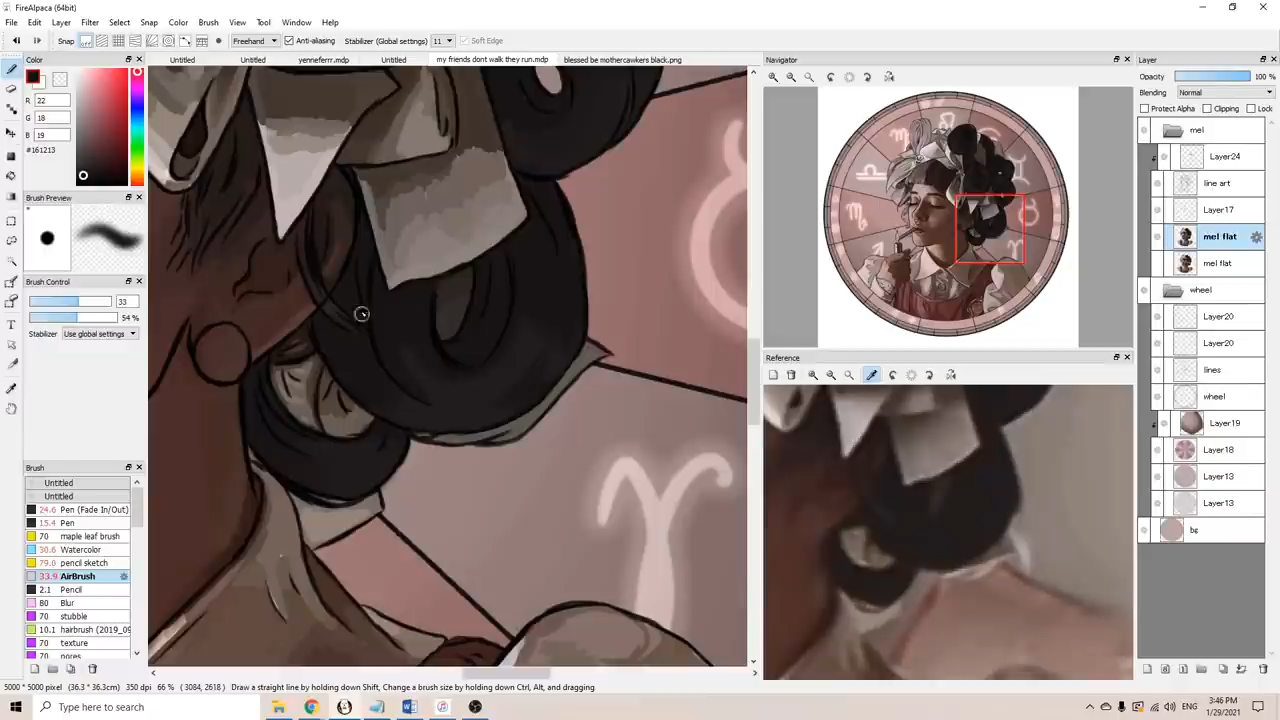 FireAlpaca (64bit)
File Edit Layer Filter Select Snap Color Brush View Tool Window Help
Snap Freehand Anti-aliasing Stabilizer (Global settings) 11 Soft Edge
Color
Untitled Untitled yenneferrr.mdp Untitled my friends dont walk they run.mdp blessed be mothercawkers black.png
Navigator
Layer
R 22
G 18
B 19
#161213
Brush Preview
Brush Control
33
54 %
Stabilizer Use global settings
Brush
Untitled
Untitled
24.6 Pen (Fade In/Out)
15.4 Pen
70 maple leaf brush
30.6 Watercolor
79.0 pencil sketch
33.9 AirBrush
2.1 Pencil
80 Blur
70 stubble
10.1 hairbrush (2019_09
70 texture
70 pores
Reference
Opacity 100 %
Blending Normal
Protect Alpha Clipping Lock
mel
Layer24
line art
Layer17
mel flat
mel flat
wheel
Layer20
Layer20
lines
wheel
Layer19
Layer18
Layer13
Layer13
bg
5000 * 5000 pixel (36.3 * 36.3cm) 350 dpi 66 % ( 3084, 2618 ) Draw a straight line by holding down Shift, Change a brush size by holding down Ctrl, Alt, and dragging
Type here to search
3:46 PM
1/29/2021